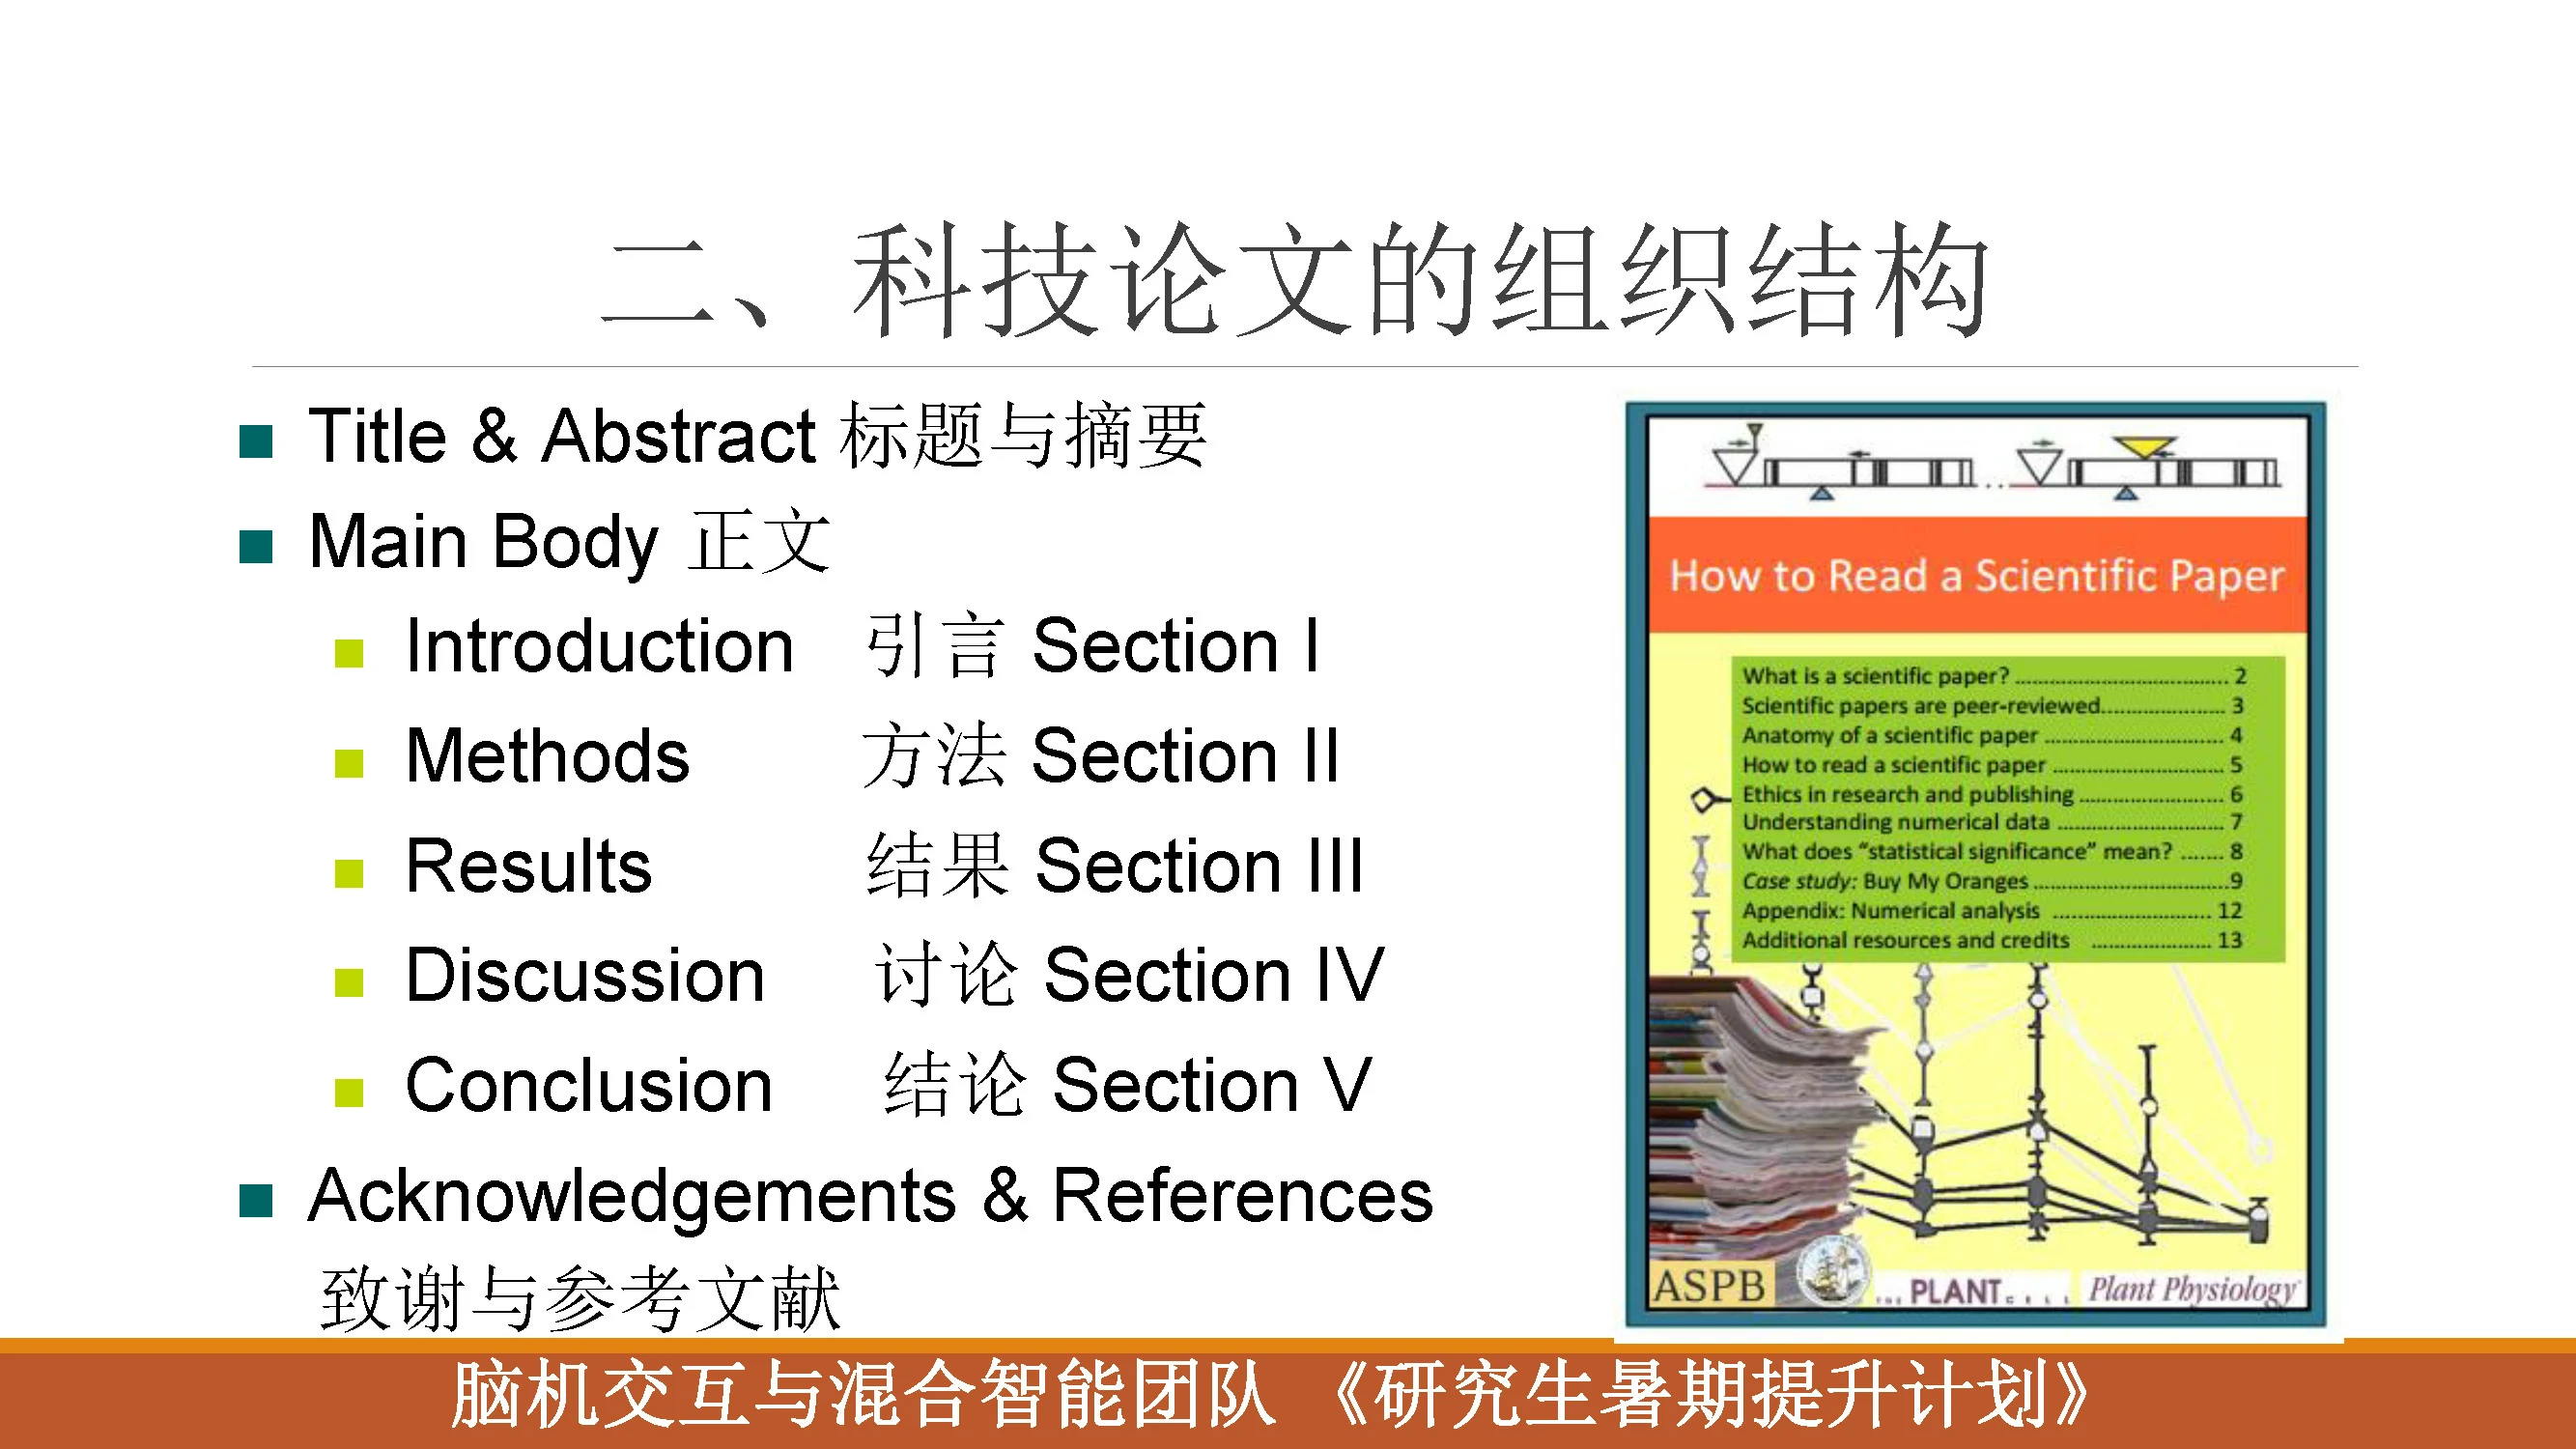 二、科技论文的组织结构
Title & Abstract 标题与摘要
Main Body 正文
Introduction 引言 Section I
Methods 方法 Section II
Results 结果 Section III
Discussion 讨论 Section IV
Conclusion 结论 Section V
Acknowledgements & References
致谢与参考文献
How to Read a Scientific Paper
What is a scientific paper? ................................ 2
Scientific papers are peer-reviewed..................... 3
Anatomy of a scientific paper .............................. 4
How to read a scientific paper ............................. 5
Ethics in research and publishing ........................ 6
Understanding numerical data ............................ 7
What does “statistical significance” mean? ....... 8
Case study: Buy My Oranges.................................9
Appendix: Numerical analysis ........................... 12
Additional resources and credits .................... 13
ASPB
PLANT CELL
Plant Physiology
脑机交互与混合智能团队 《研究生暑期提升计划》